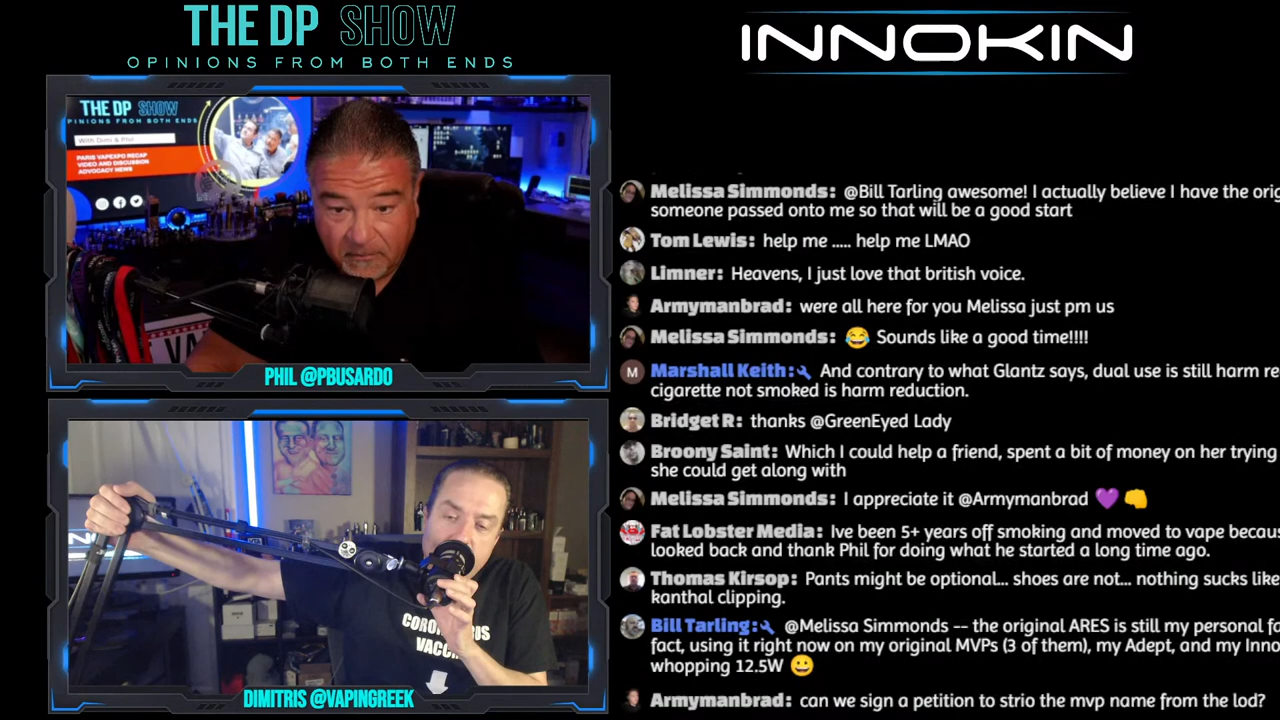 THE DP SHOW
OPINIONS FROM BOTH ENDS
INNOKIN
THE DP SHOW
PINIONS FROM BOTH ENDS
With Dimi & Phil
PARIS VAPEXPO RECAP
VIDEO AND DISCUSSION
ADVOCACY NEWS
VA
PHIL @PBUSARDO
CORO US
VACC
DIMITRIS @VAPINGREEK
Melissa Simmonds: @Bill Tarling awesome! I actually believe I have the orig
someone passed onto me so that will be a good start
Tom Lewis: help me ..... help me LMAO
Limner: Heavens, I just love that british voice.
Armymanbrad: were all here for you Melissa just pm us
Melissa Simmonds: 😂 Sounds like a good time!!!!
M
Marshall Keith: And contrary to what Glantz says, dual use is still harm re
cigarette not smoked is harm reduction.
Bridget R: thanks @GreenEyed Lady
Broony Saint: Which I could help a friend, spent a bit of money on her trying
she could get along with
Melissa Simmonds: I appreciate it @Armymanbrad 💜 👊
Fat Lobster Media: Ive been 5+ years off smoking and moved to vape becau
looked back and thank Phil for doing what he started a long time ago.
Thomas Kirsop: Pants might be optional... shoes are not... nothing sucks like
kanthal clipping.
Bill Tarling: @Melissa Simmonds -- the original ARES is still my personal fa
fact, using it right now on my original MVPs (3 of them), my Adept, and my Inno
whopping 12.5W 😀
Armymanbrad: can we sign a petition to strio the mvp name from the lod?